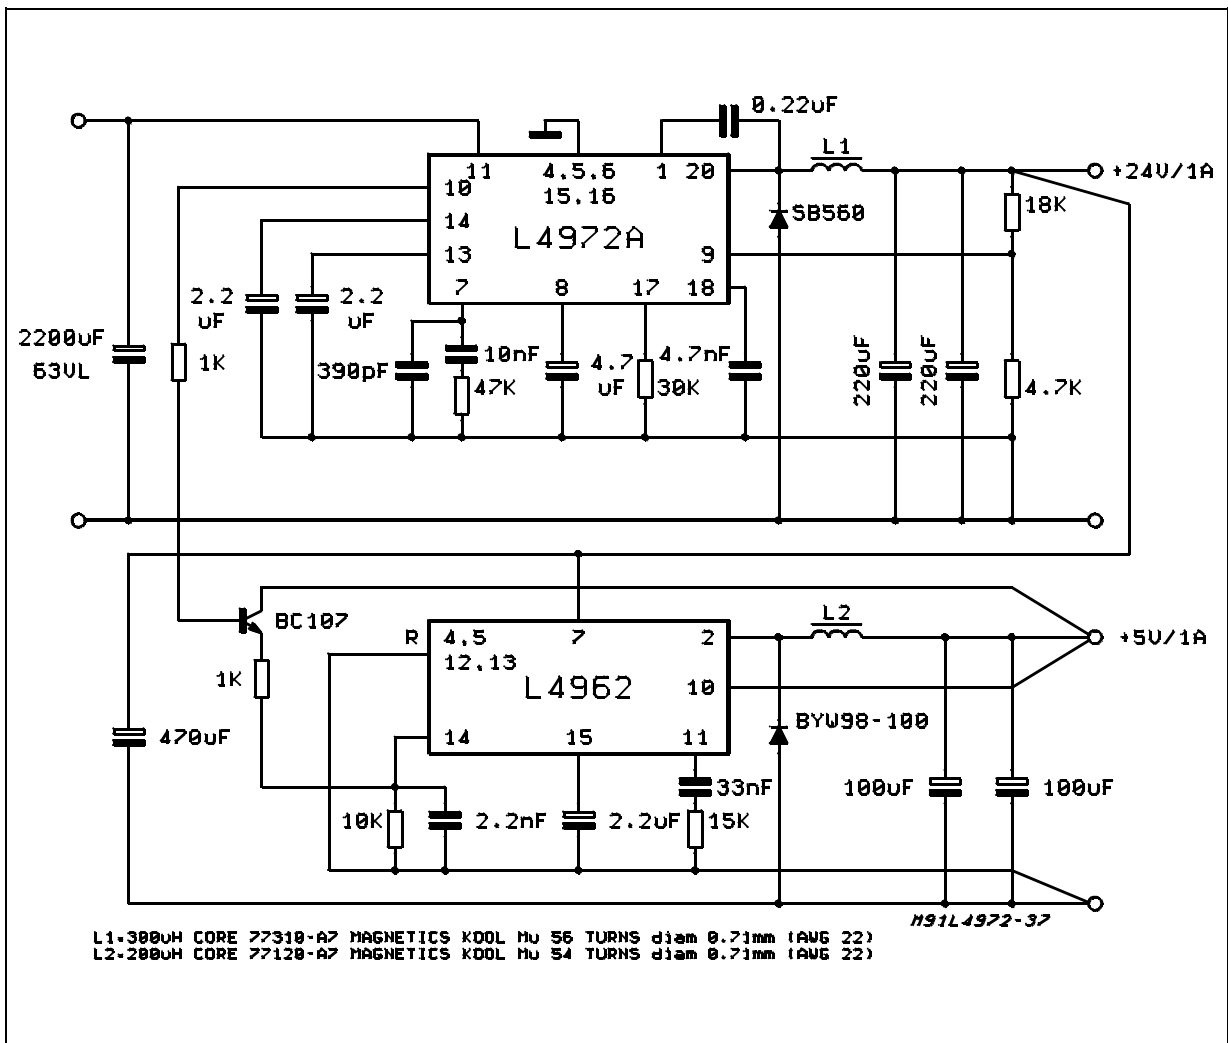 0.22uF
L1
+24V/1A
11
4.5.6
1
20
10
15.16
14
L4972A
SB560
18K
13
9
7
8
17
18
2.2
uF
2.2
uF
2200uF
63VL
1K
390pF
10nF
47K
4.7
uF
30K
4.7nF
220uF
220uF
4.7K
BC107
L2
R
4,5
7
2
+5V/1A
12,13
1K
L4962
10
BYW98-100
470uF
14
15
11
33nF
100uF
100uF
10K
2.2nF
2.2uF
15K
M91L4972-37
L1=300uH CORE 77310-A7 MAGNETICS KOOL Mu 56 TURNS diam 0.71mm (AWG 22)
L2=200uH CORE 77120-A7 MAGNETICS KOOL Mu 54 TURNS diam 0.71mm (AWG 22)